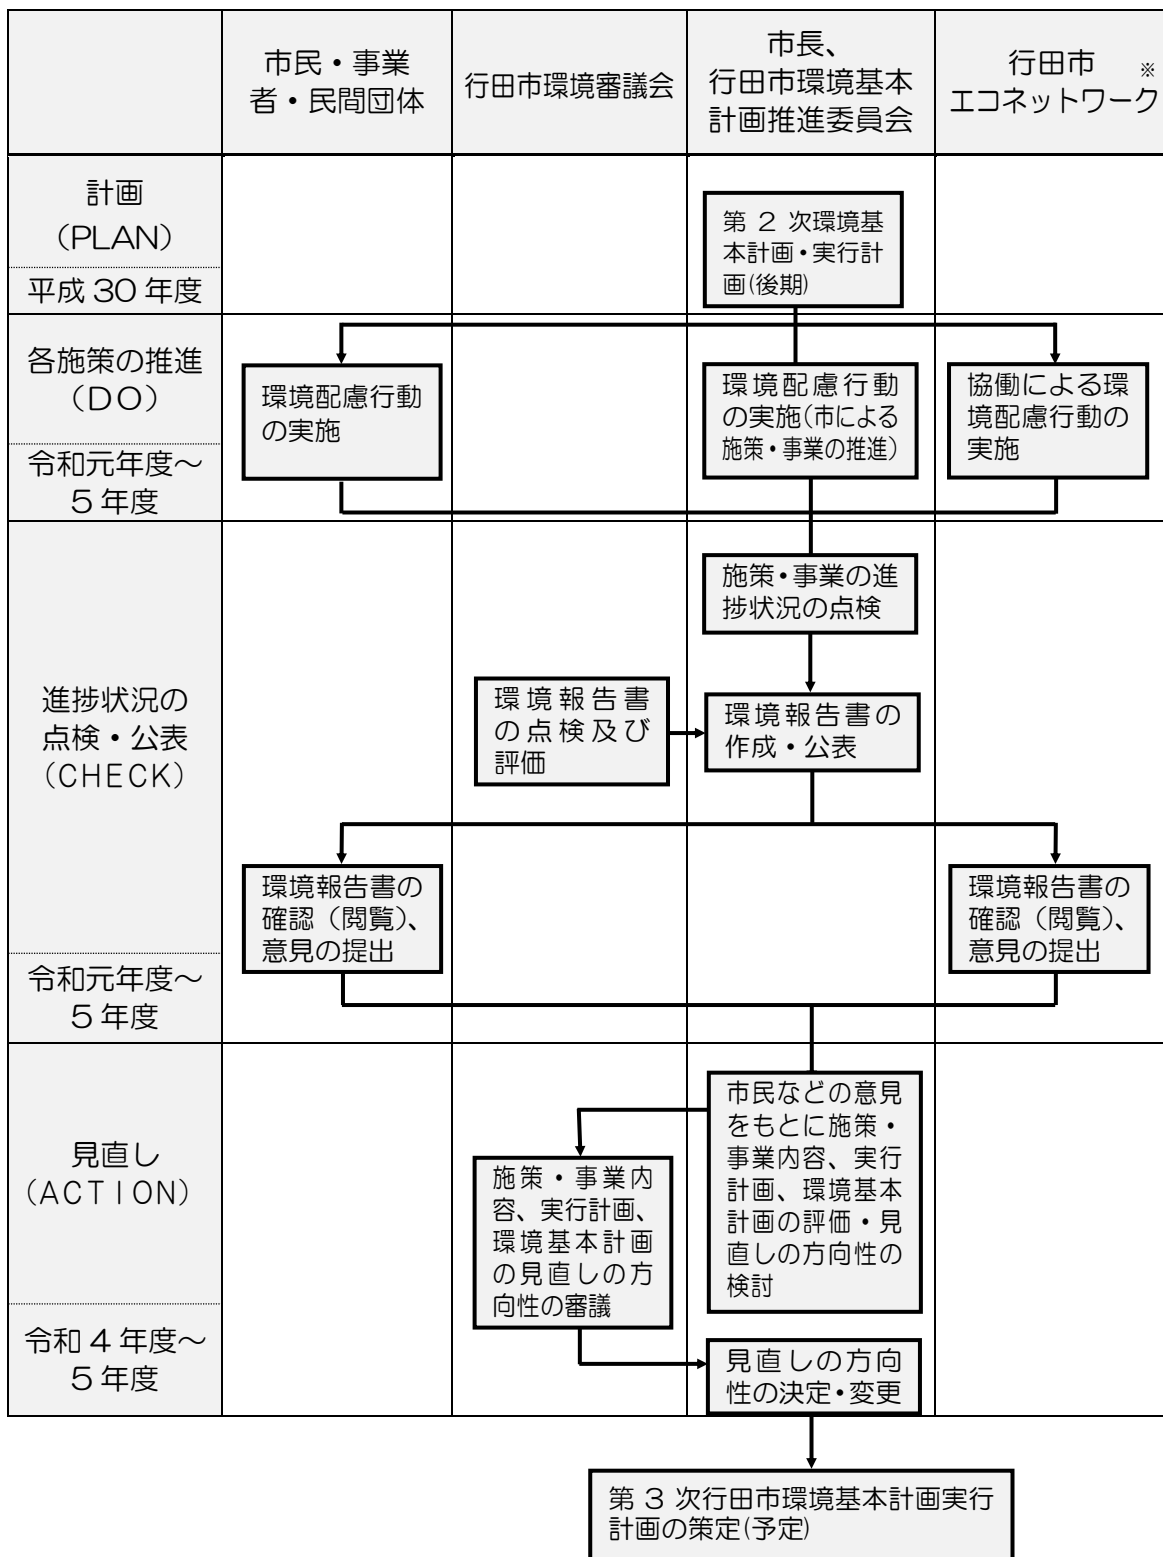 市民・事業
者・民間団体
行田市環境審議会
市長、
行田市環境基本
計画推進委員会
行田市 ※
エコネットワーク
計画
（PLAN）
平成 30 年度
第 2 次環境基
本計画・実行計
画(後期)
各施策の推進
（DO）
令和元年度～
5 年度
環境配慮行動
の実施
環境配慮行動
の実施(市による
施策・事業の推進)
協働による環
境配慮行動の
実施
進捗状況の
点検・公表
（CHECK）
令和元年度～
5 年度
施策・事業の進
捗状況の点検
環境報告書
の点検及び
評価
環境報告書の
作成・公表
環境報告書の
確認（閲覧）、
意見の提出
環境報告書の
確認（閲覧）、
意見の提出
見直し
（ACTION）
令和 4 年度～
5 年度
市民などの意見
をもとに施策・
事業内容、実行
計画、環境基本
計画の評価・見
直しの方向性の
検討
施策・事業内
容、実行計画、
環境基本計画
の見直しの方
向性の審議
見直しの方向
性の決定・変更
第 3 次行田市環境基本計画実行
計画の策定(予定)